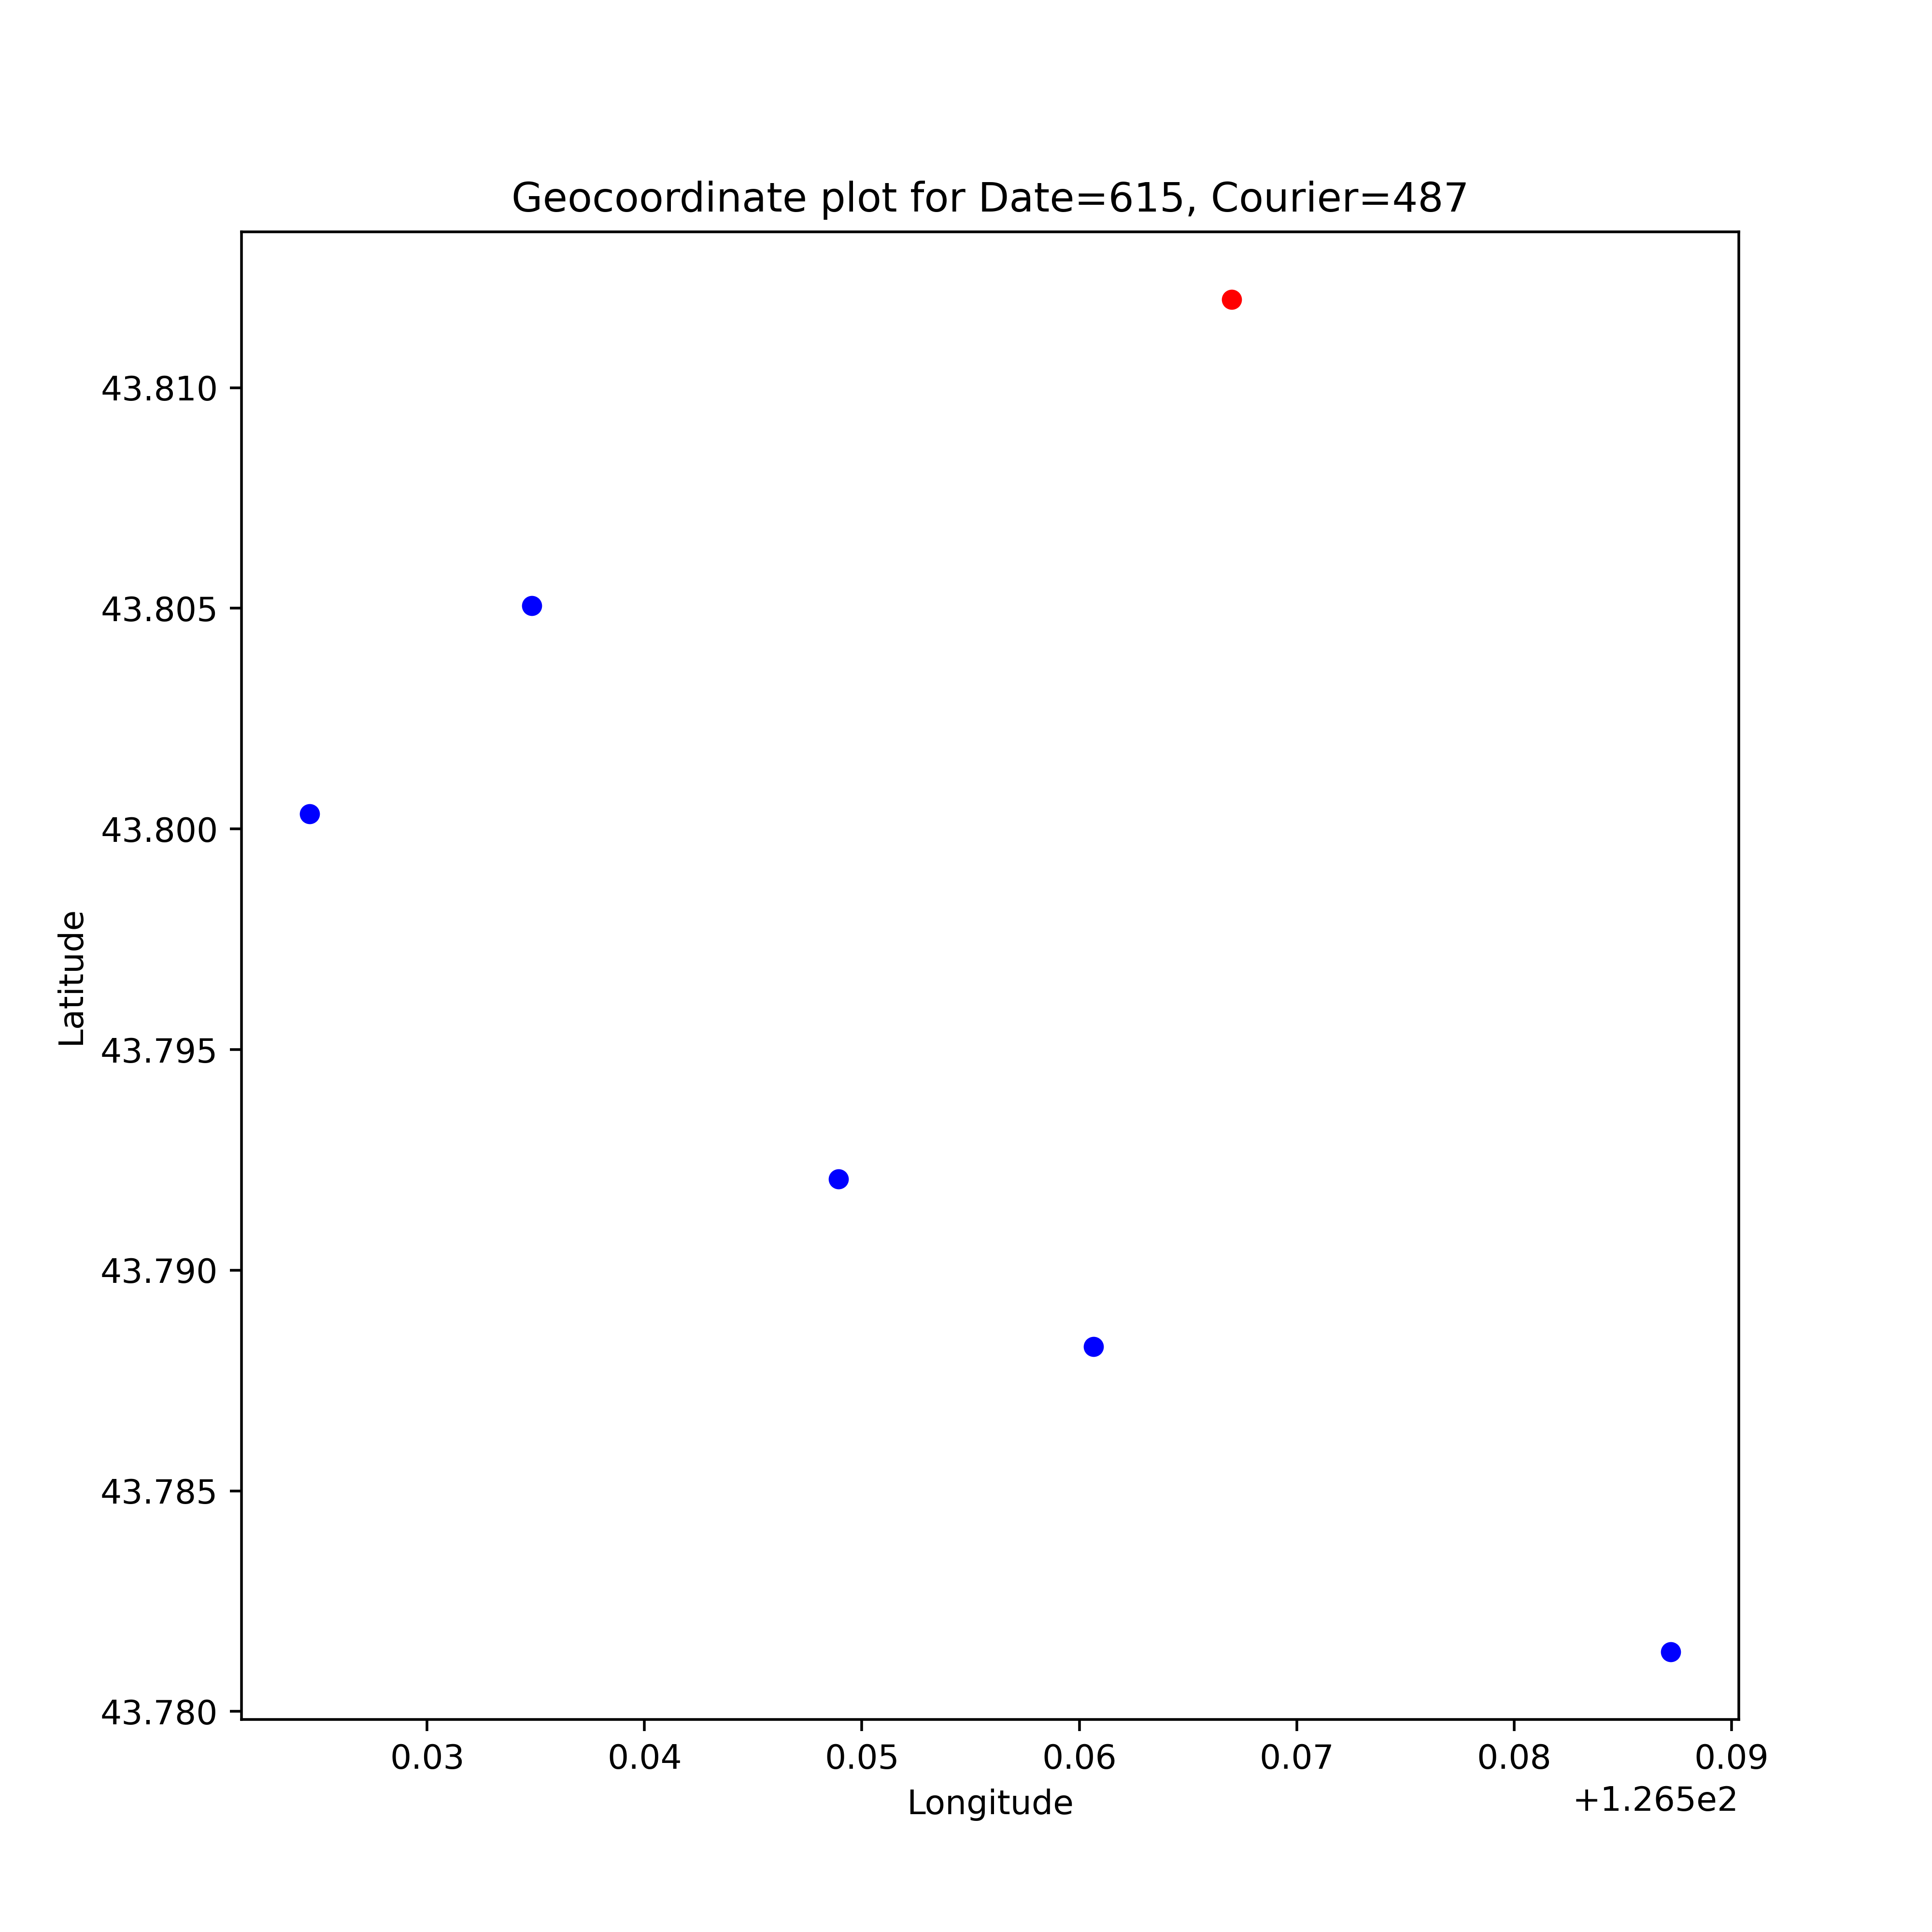 Geocoordinate plot for Date=615, Courier=487
43.810
43.805
43.800
43.795
43.790
43.785
43.780
Latitude
0.03 0.04 0.05 0.06 0.07 0.08 0.09
+1.265e2
Longitude